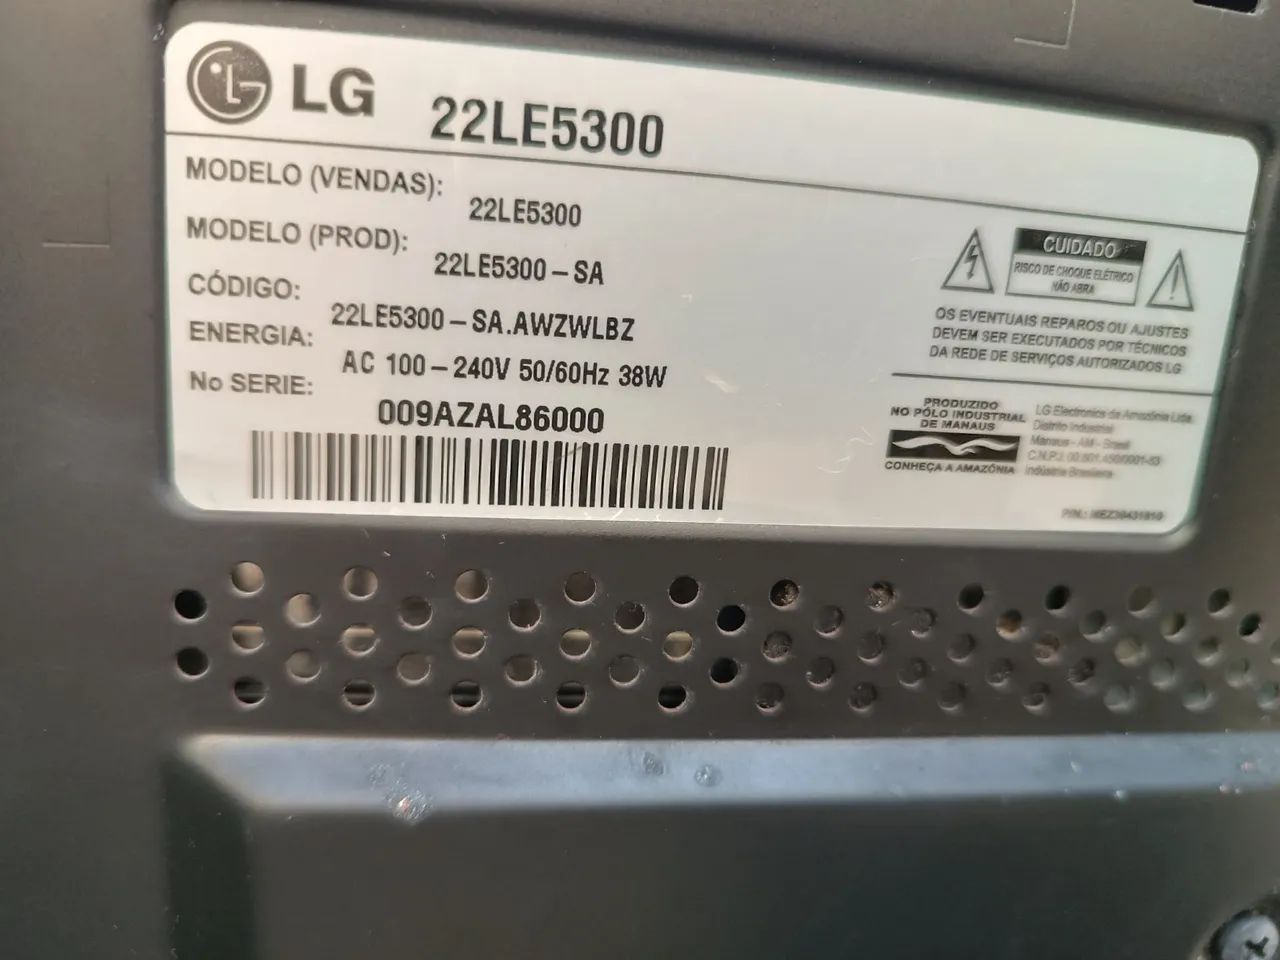 LG 22LE5300
MODELO (VENDAS): 22LE5300
MODELO (PROD): 22LE5300-SA
CÓDIGO: 22LE5300-SA.AWZWLBZ
ENERGIA: AC 100-240V 50/60Hz 38W
No SERIE: 009AZAL86000
CUIDADO
RISCO DE CHOQUE ELÉTRICO
NÃO ABRA
OS EVENTUAIS REPAROS OU AJUSTES
DEVEM SER EXECUTADOS POR TÉCNICOS
DA REDE DE SERVIÇOS AUTORIZADOS LG
PRODUZIDO
NO PÓLO INDUSTRIAL
DE MANAUS
CONHEÇA A AMAZÔNIA
LG Electronics da Amazônia Ltda.
Distrito Industrial
Manaus - AM - Brasil
C.N.P.J.
Indústria Brasileira
P/N.: